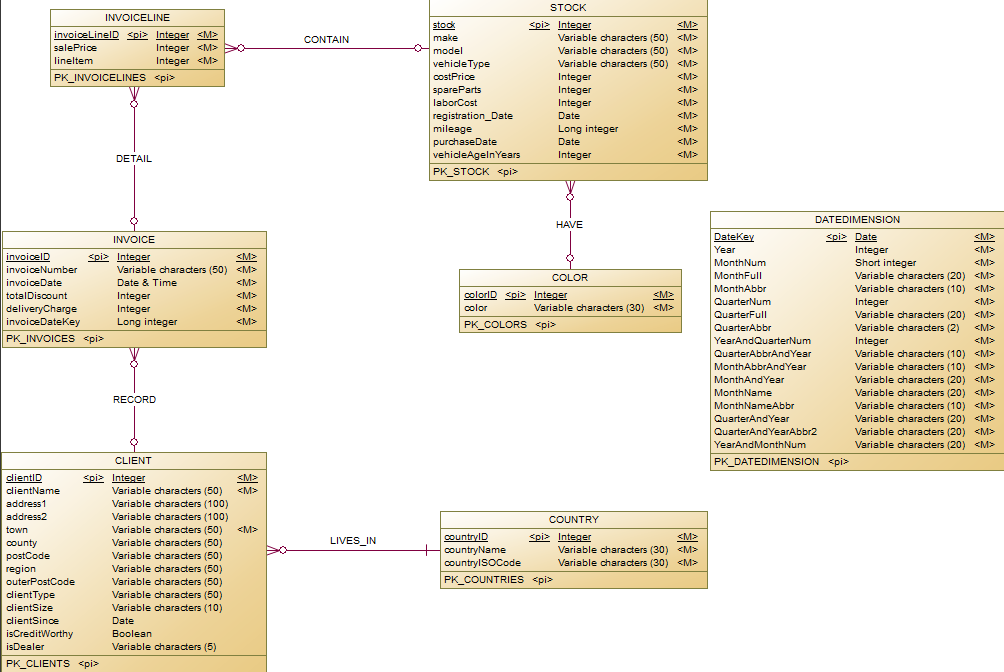 INVOICELINE
invoiceLineID <pi> Integer <M>
salePrice Integer <M>
lineItem Integer <M>
PK_INVOICELINES <pi>
CONTAIN
STOCK
stock <pi> Integer <M>
make Variable characters (50) <M>
model Variable characters (50) <M>
vehicleType Variable characters (50) <M>
costPrice Integer <M>
spareParts Integer <M>
laborCost Integer <M>
registration_Date Date <M>
mileage Long integer <M>
purchaseDate Date <M>
vehicleAgeInYears Integer <M>
PK_STOCK <pi>
DETAIL
HAVE
INVOICE
invoiceID <pi> Integer <M>
invoiceNumber Variable characters (50) <M>
invoiceDate Date & Time <M>
totalDiscount Integer <M>
deliveryCharge Integer <M>
invoiceDateKey Long integer <M>
PK_INVOICES <pi>
COLOR
colorID <pi> Integer <M>
color Variable characters (30) <M>
PK_COLORS <pi>
DATEDIMENSION
DateKey <pi> Date <M>
Year Integer <M>
MonthNum Short integer <M>
MonthFull Variable characters (20) <M>
MonthAbbr Variable characters (10) <M>
QuarterNum Integer <M>
QuarterFull Variable characters (20) <M>
QuarterAbbr Variable characters (2) <M>
YearAndQuarterNum Integer <M>
QuarterAbbrAndYear Variable characters (10) <M>
MonthAbbrAndYear Variable characters (10) <M>
MonthAndYear Variable characters (20) <M>
MonthName Variable characters (20) <M>
MonthNameAbbr Variable characters (10) <M>
QuarterAndYear Variable characters (20) <M>
QuarterAndYearAbbr2 Variable characters (20) <M>
YearAndMonthNum Variable characters (20) <M>
PK_DATEDIMENSION <pi>
RECORD
CLIENT
clientID <pi> Integer <M>
clientName Variable characters (50) <M>
address1 Variable characters (100)
address2 Variable characters (100)
town Variable characters (50) <M>
county Variable characters (50)
postCode Variable characters (50)
region Variable characters (50)
outerPostCode Variable characters (50)
clientType Variable characters (50)
clientSize Variable characters (10)
clientSince Date
isCreditWorthy Boolean
isDealer Variable characters (5)
PK_CLIENTS <pi>
LIVES_IN
COUNTRY
countryID <pi> Integer <M>
countryName Variable characters (30) <M>
countryISOCode Variable characters (30) <M>
PK_COUNTRIES <pi>